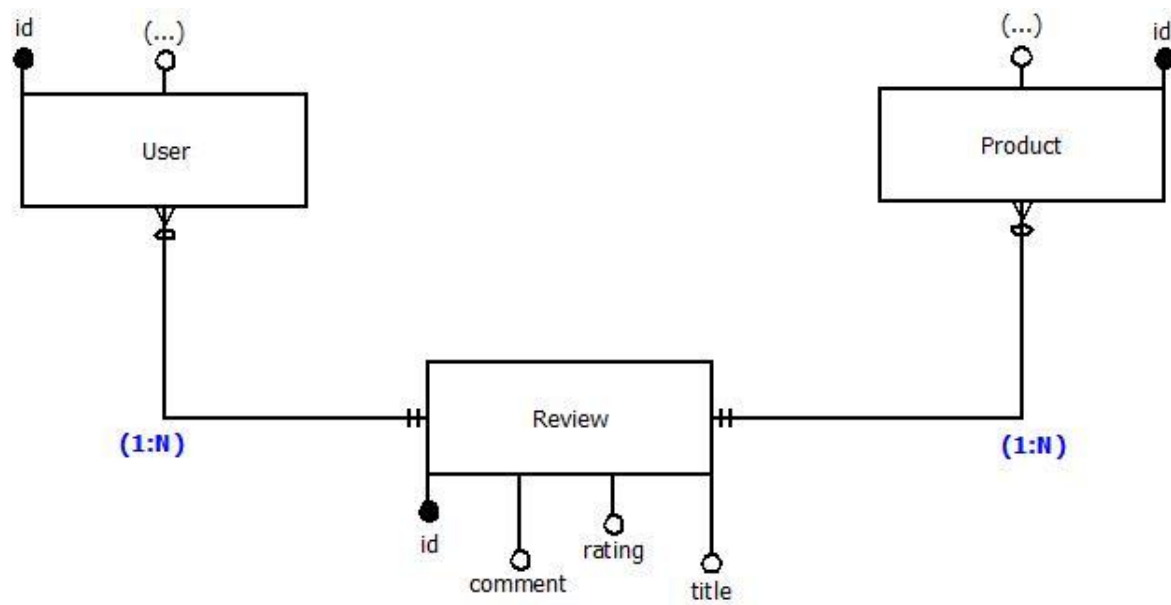 id
(...)
User
(...)
id
Product
(1:N)
Review
(1:N)
id
comment
rating
title